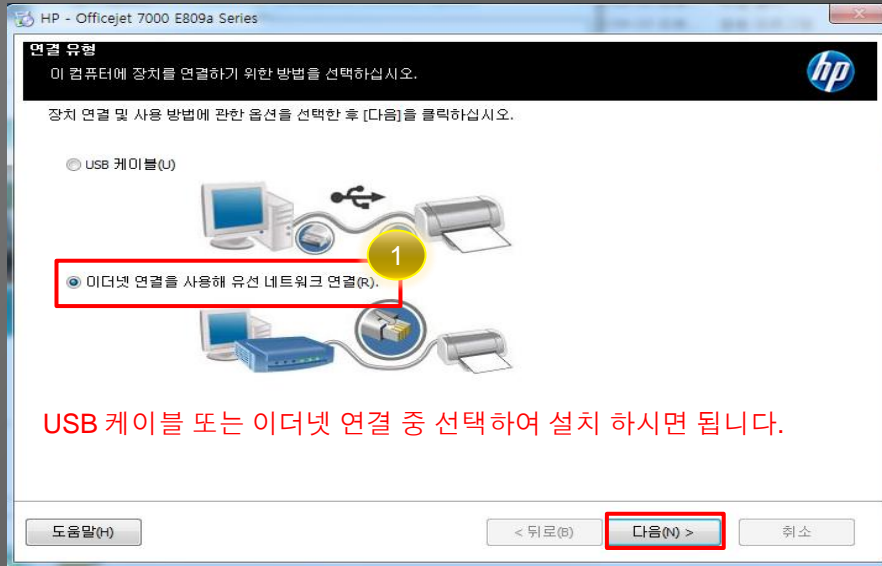 HP - Officejet 7000 E809a Series
연결 유형
이 컴퓨터에 장치를 연결하기 위한 방법을 선택하십시오.
hp
장치 연결 및 사용 방법에 관한 옵션을 선택한 후 [다음]을 클릭하십시오.
USB 케이블(U)
1
이더넷 연결을 사용해 유선 네트워크 연결(R).
USB 케이블 또는 이더넷 연결 중 선택하여 설치 하시면 됩니다.
도움말(H)
< 뒤로(B)
다음(N) >
취소